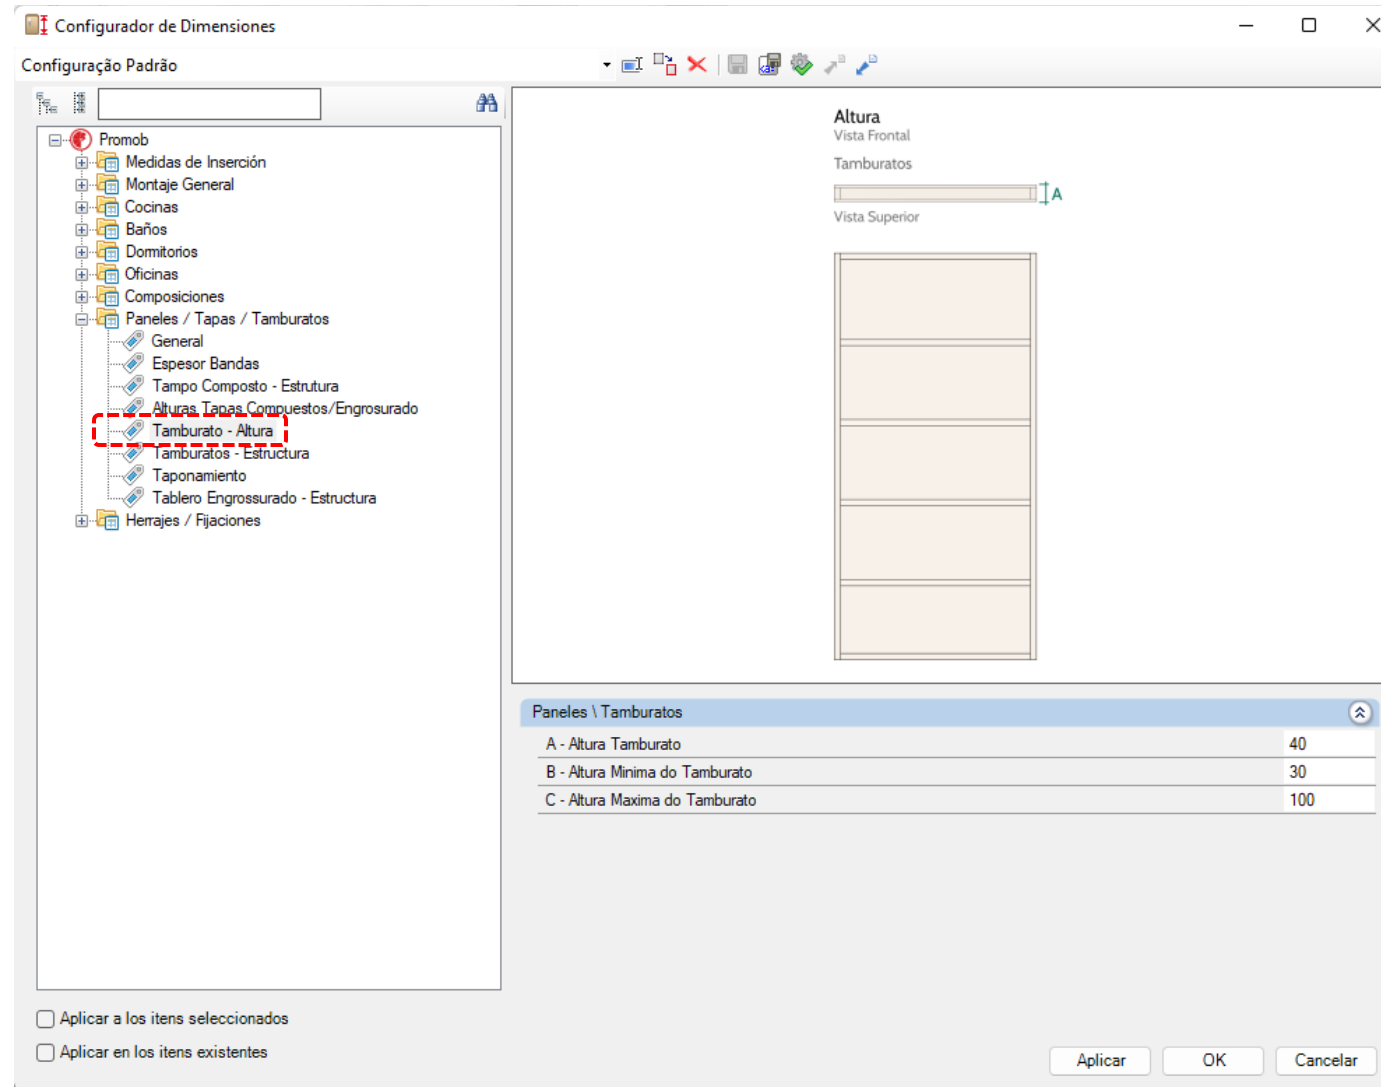 Configurador de Dimensiones
Configuração Padrão
Promob
Medidas de Inserción
Montaje General
Cocinas
Baños
Dormitorios
Oficinas
Composiciones
Paneles / Tapas / Tamburatos
General
Espesor Bandas
Tampo Composto - Estrutura
Alturas Tapas Compuestos/Engrosurado
Tamburato - Altura
Tamburatos - Estructura
Taponamiento
Tablero Engrossurado - Estructura
Herrajes / Fijaciones
Altura
Vista Frontal
Tamburatos
A
Vista Superior
Paneles \ Tamburatos
A - Altura Tamburato 40
B - Altura Minima do Tamburato 30
C - Altura Maxima do Tamburato 100
Aplicar a los itens seleccionados
Aplicar en los itens existentes
Aplicar OK Cancelar